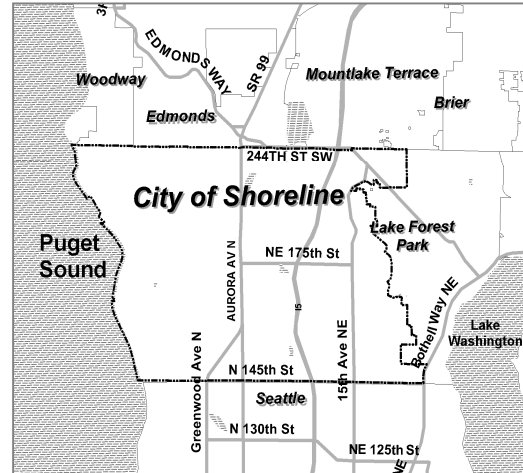 3R
EDMONDS WAY
SR 99
Woodway
Mountlake Terrace
Brier
Edmonds
244TH ST SW
City of Shoreline
Lake Forest
Park
Puget
Sound
NE 175th St
AURORA AV N
I5
Bothell Way NE
Lake
Washington
15th Ave NE
Greenwood Ave N
N 145th St
Seattle
N 130th St
NE 125th St
NE